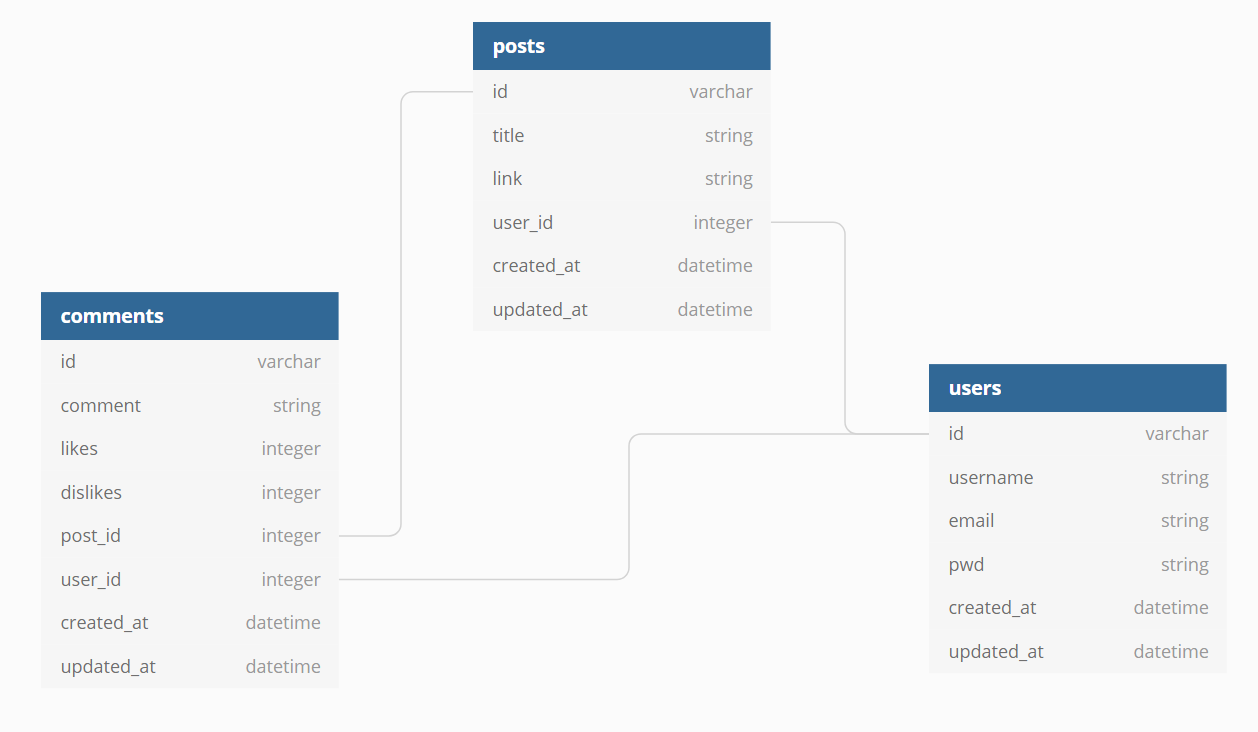 posts
id varchar
title string
link string
user_id integer
created_at datetime
updated_at datetime
comments
id varchar
comment string
likes integer
dislikes integer
post_id integer
user_id integer
created_at datetime
updated_at datetime
users
id varchar
username string
email string
pwd string
created_at datetime
updated_at datetime